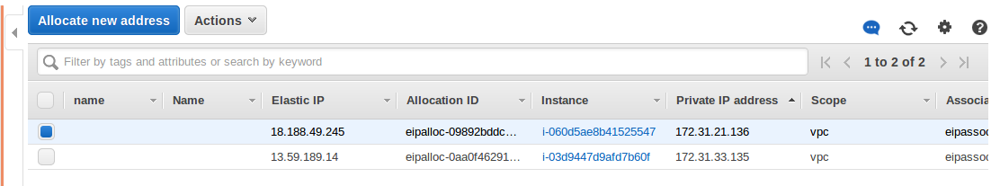 Allocate new address Actions
Filter by tags and attributes or search by keyword 1 to 2 of 2
name Name Elastic IP Allocation ID Instance Private IP address Scope Associa
18.188.49.245 eipalloc-09892bddc… i-060d5ae8b41525547 172.31.21.136 vpc eipassoc
13.59.189.14 eipalloc-0aa0f46291… i-03d9447d9afd7b60f 172.31.33.135 vpc eipassoc